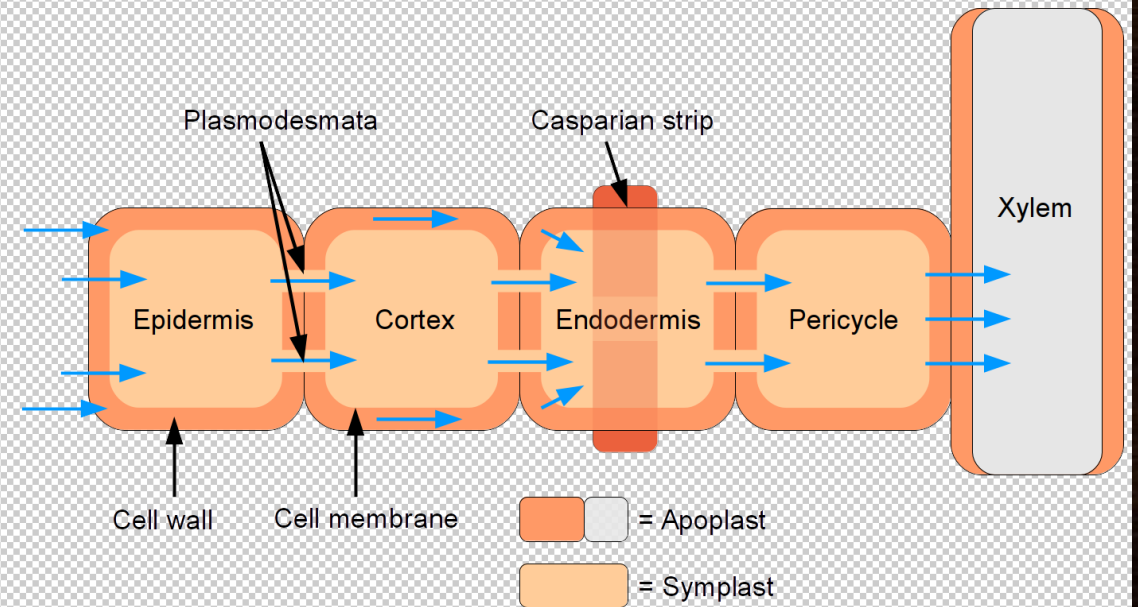 Plasmodesmata
Casparian strip
Xylem
Epidermis
Cortex
Endodermis
Pericycle
Cell wall
Cell membrane
= Apoplast
= Symplast